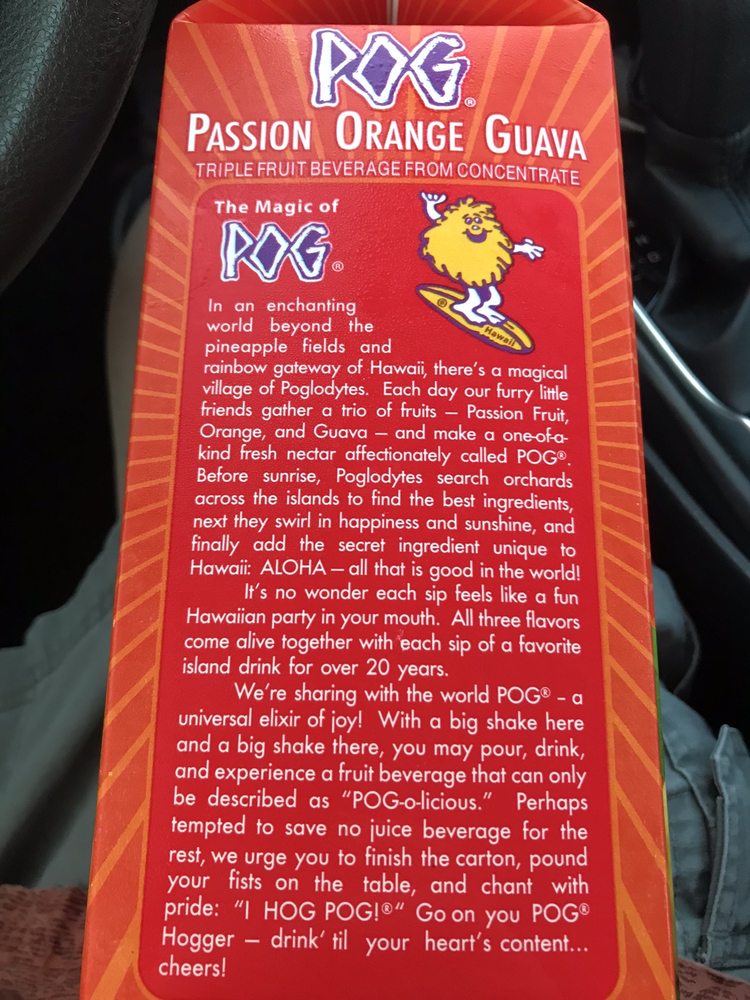 POG®
PASSION ORANGE GUAVA
TRIPLE FRUIT BEVERAGE FROM CONCENTRATE
The Magic of
POG®
® Hawaii
In an enchanting
world beyond the
pineapple fields and
rainbow gateway of Hawaii, there's a magical
village of Poglodytes. Each day our furry little
friends gather a trio of fruits — Passion Fruit,
Orange, and Guava — and make a one-of-a-
kind fresh nectar affectionately called POG®.
Before sunrise, Poglodytes search orchards
across the islands to find the best ingredients,
next they swirl in happiness and sunshine, and
finally add the secret ingredient unique to
Hawaii: ALOHA — all that is good in the world!
It's no wonder each sip feels like a fun
Hawaiian party in your mouth. All three flavors
come alive together with each sip of a favorite
island drink for over 20 years.
We're sharing with the world POG® – a
universal elixir of joy! With a big shake here
and a big shake there, you may pour, drink,
and experience a fruit beverage that can only
be described as "POG-o-licious." Perhaps
tempted to save no juice beverage for the
rest, we urge you to finish the carton, pound
your fists on the table, and chant with
pride: "I HOG POG!®" Go on you POG®
Hogger — drink' til your heart's content...
cheers!